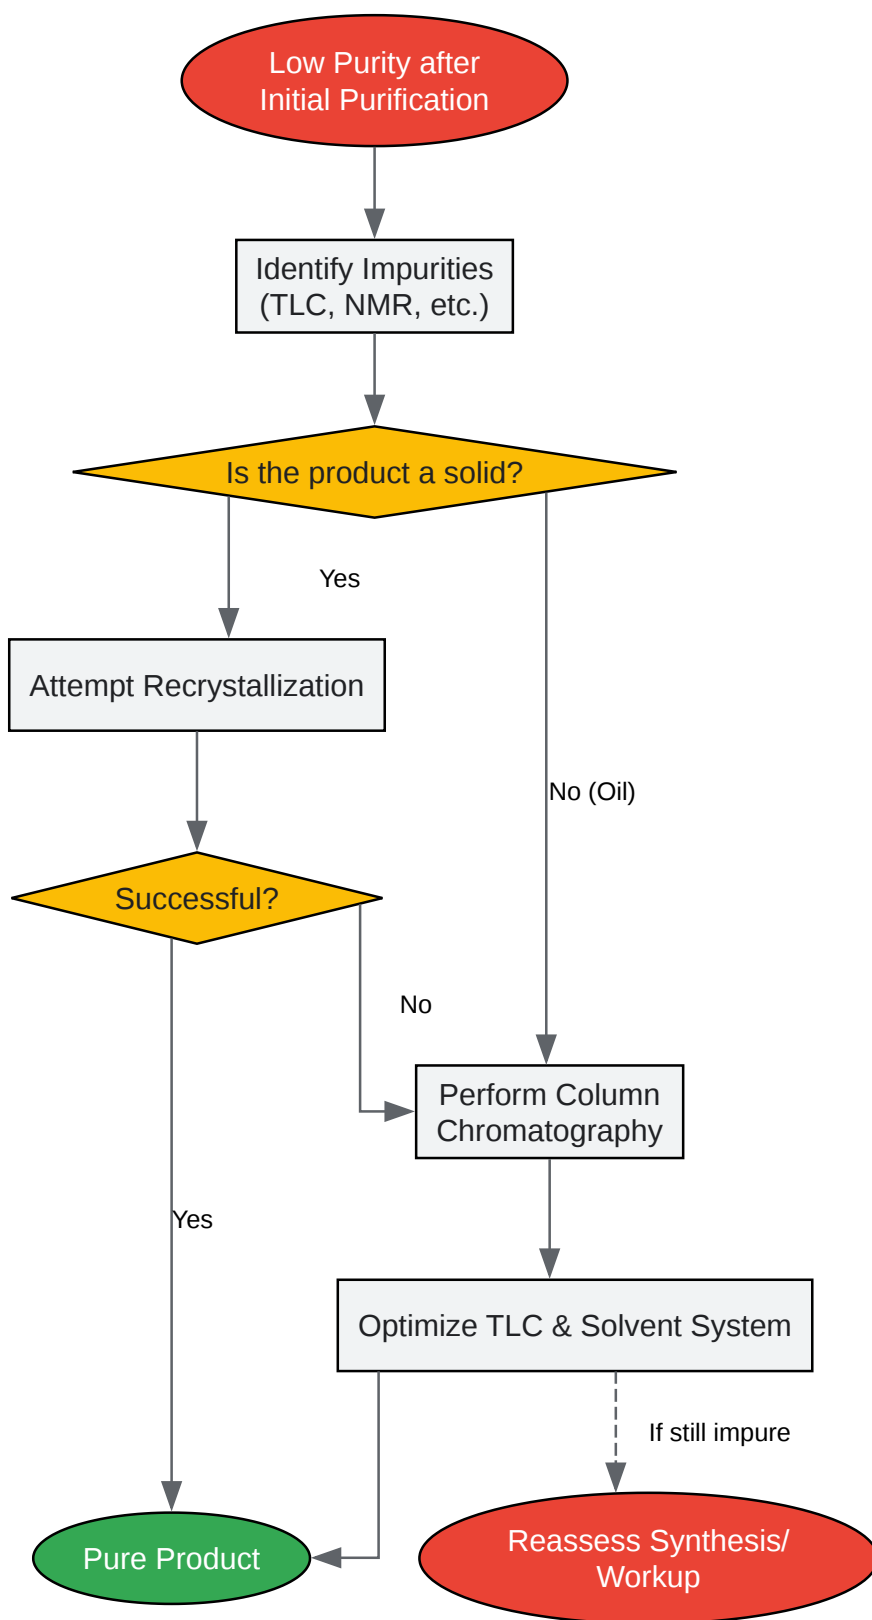 Low Purity after
Initial Purification
Identify Impurities
(TLC, NMR, etc.)
Is the product a solid?
Yes
Attempt Recrystallization
No (Oil)
Successful?
No
Perform Column
Chromatography
Yes
Optimize TLC & Solvent System
If still impure
Pure Product
Reassess Synthesis/
Workup